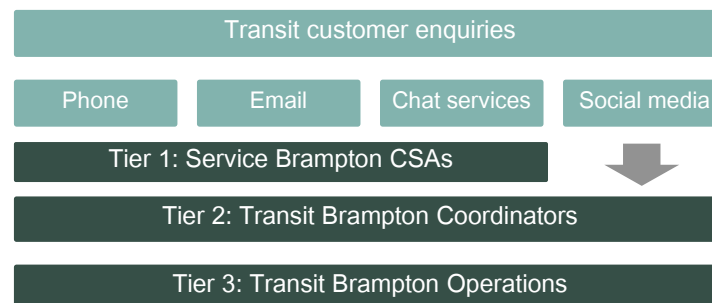 Transit customer enquiries
Phone
Email
Chat services
Social media
Tier 1: Service Brampton CSAs
Tier 2: Transit Brampton Coordinators
Tier 3: Transit Brampton Operations